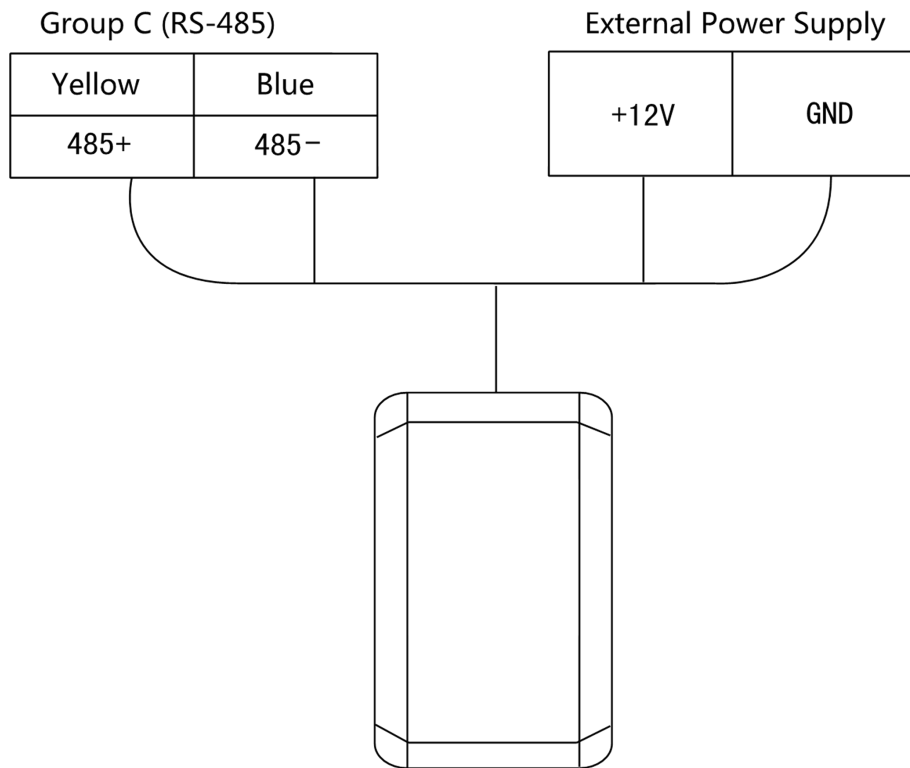 Group C (RS-485)
External Power Supply
Yellow
Blue
485+
485-
+12V
GND